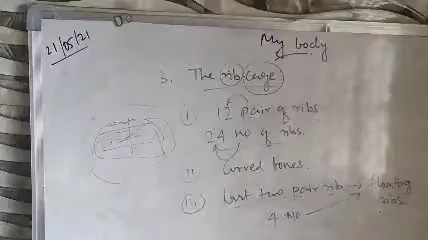 21/05/21
My body
3. The rib cage
i) 12 pair of ribs
24 no of ribs.
ii) Curved bones.
iii) Last two pair rib → floating ribs
4 No